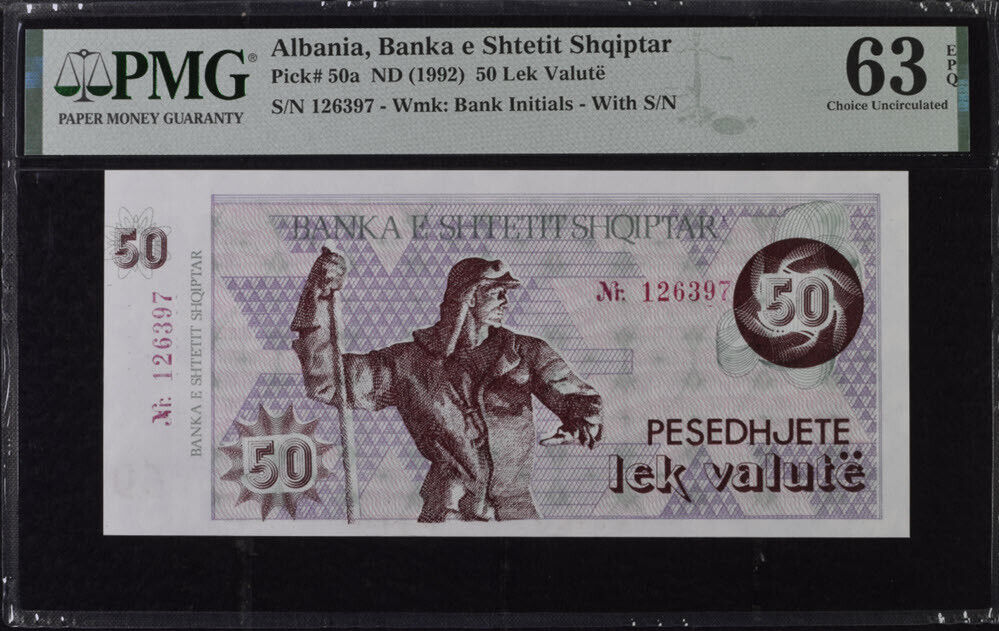 PMG®
PAPER MONEY GUARANTY
Albania, Banka e Shtetit Shqiptar
Pick# 50a ND (1992) 50 Lek Valutë
S/N 126397 - Wmk: Bank Initials - With S/N
63
EPQ
Choice Uncirculated
50
Nr. 126397
BANKA E SHTETIT SHQIPTAR
BANKA E SHTETIT SHQIPTAR
Nr. 126397
50
50
PESEDHJETE
lek valutë